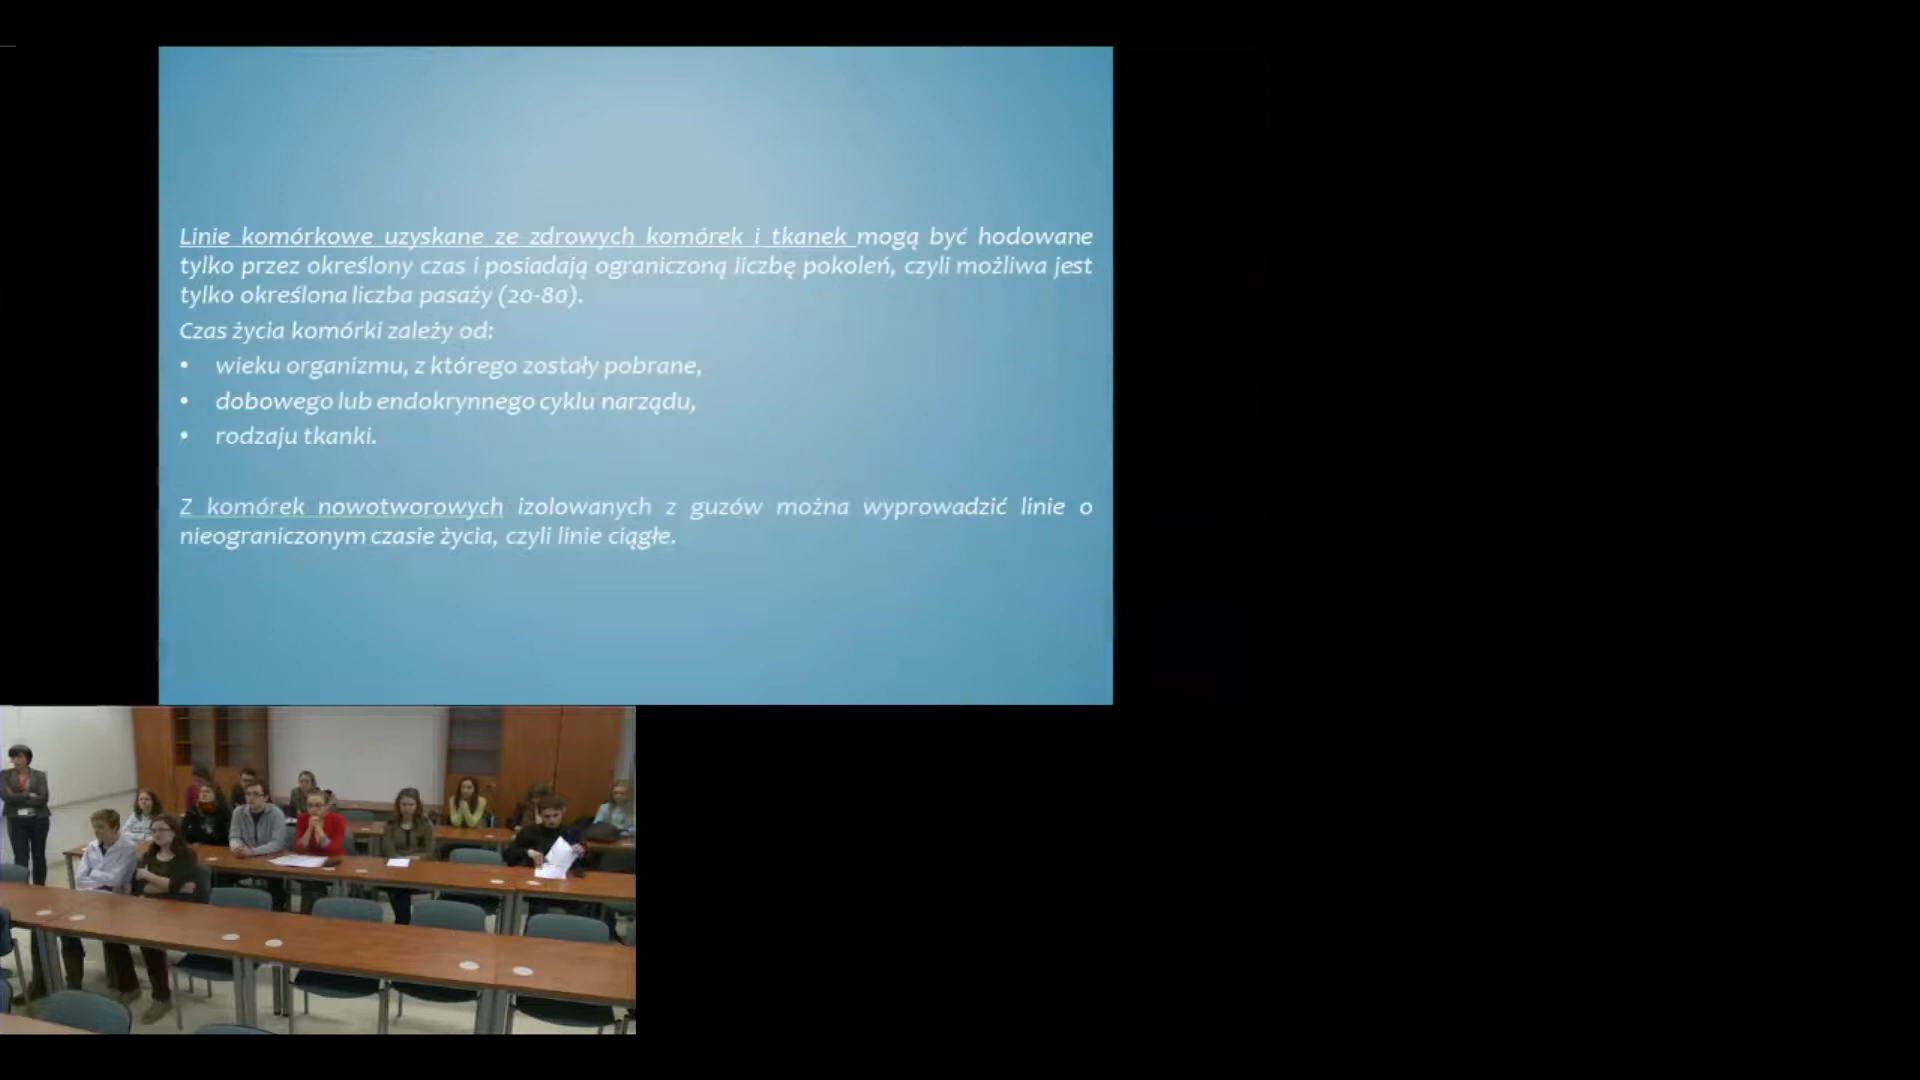 Linie komórkowe uzyskane ze zdrowych komórek i tkanek mogą być hodowane
tylko przez określony czas i posiadają ograniczoną liczbę pokoleń, czyli możliwa jest
tylko określona liczba pasaży (20-80).
Czas życia komórki zależy od:
• wieku organizmu, z którego zostały pobrane,
• dobowego lub endokrynnego cyklu narządu,
• rodzaju tkanki.
Z komórek nowotworowych izolowanych z guzów można wyprowadzić linie o
nieograniczonym czasie życia, czyli linie ciągłe.